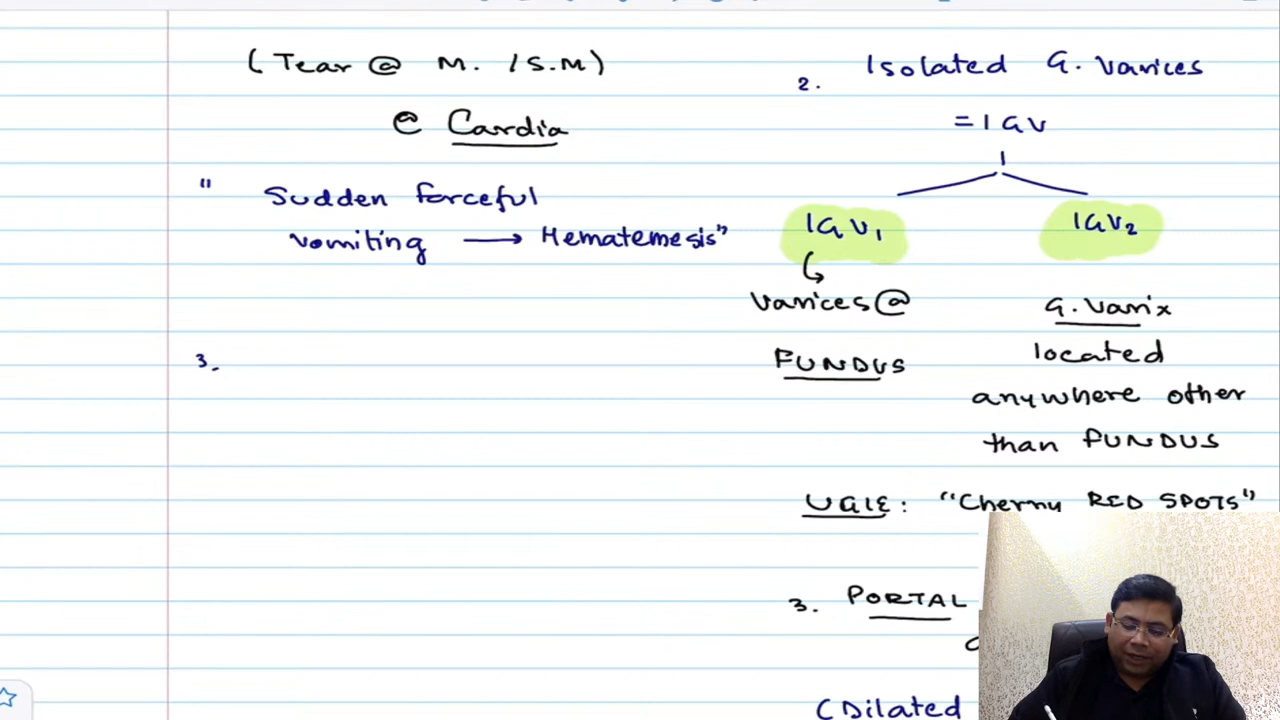 (Tear @ M. / S.M)
@ Cardia
" Sudden forceful
vomiting → Hematemesis"
3.
2. Isolated G. Varices
= IGV
IGV1 IGV2
Varices @
FUNDUS
G. Varix
located
anywhere other
than FUNDUS
UGIE: "Cherry RED SPOTS"
3. PORTAL
(Dilated